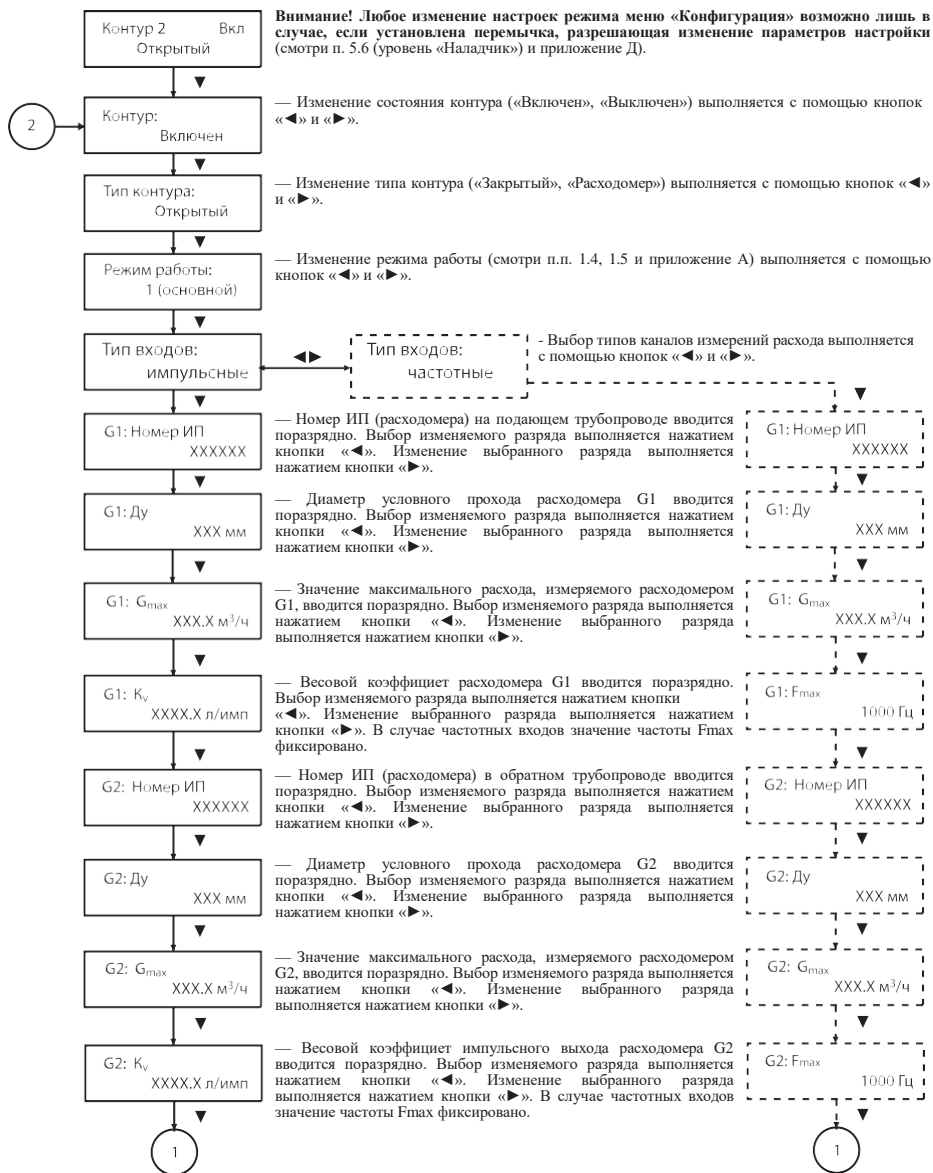 Контур 2 Вкл
Открытый
Внимание! Любое изменение настроек режима меню «Конфигурация» возможно лишь в
случае, если установлена перемычка, разрешающая изменение параметров настройки
(смотри п. 5.6 (уровень «Наладчик») и приложение Д).
▼
2
Контур:
Включен
— Изменение состояния контура («Включен», «Выключен») выполняется с помощью кнопок
«◄» и «►».
▼
Тип контура:
Открытый
— Изменение типа контура («Закрытый», «Расходомер») выполняется с помощью кнопок «◄»
и «►».
▼
Режим работы:
1 (основной)
— Изменение режима работы (смотри п.п. 1.4, 1.5 и приложение А) выполняется с помощью
кнопок «◄» и «►».
▼
Тип входов:
импульсные
◄►
Тип входов:
частотные
- Выбор типов каналов измерений расхода выполняется
с помощью кнопок «◄» и «►».
▼
▼
G1: Номер ИП
XXXXXX
— Номер ИП (расходомера) на подающем трубопроводе вводится
поразрядно. Выбор изменяемого разряда выполняется нажатием
кнопки «◄». Изменение выбранного разряда выполняется
нажатием кнопки «►».
G1: Номер ИП
XXXXXX
▼
▼
G1: Ду
XXX мм
— Диаметр условного прохода расходомера G1 вводится
поразрядно. Выбор изменяемого разряда выполняется нажатием
кнопки «◄». Изменение выбранного разряда выполняется
нажатием кнопки «►».
G1: Ду
XXX мм
▼
▼
G1: Gmax
XXX.X м³/ч
— Значение максимального расхода, измеряемого расходомером
G1, вводится поразрядно. Выбор изменяемого разряда выполняется
нажатием кнопки «◄». Изменение выбранного разряда
выполняется нажатием кнопки «►».
G1: Gmax
XXX.X м³/ч
▼
▼
G1: Kv
XXXX.X л/имп
— Весовой коэффициет расходомера G1 вводится поразрядно.
Выбор изменяемого разряда выполняется нажатием кнопки
«◄». Изменение выбранного разряда выполняется нажатием
кнопки «►». В случае частотных входов значение частоты Fmax
фиксировано.
G1: Fmax
1000 Гц
▼
▼
G2: Номер ИП
XXXXXX
— Номер ИП (расходомера) в обратном трубопроводе вводится
поразрядно. Выбор изменяемого разряда выполняется нажатием
кнопки «◄». Изменение выбранного разряда выполняется
нажатием кнопки «►».
G2: Номер ИП
XXXXXX
▼
▼
G2: Ду
XXX мм
— Диаметр условного прохода расходомера G2 вводится
поразрядно. Выбор изменяемого разряда выполняется нажатием
кнопки «◄». Изменение выбранного разряда выполняется
нажатием кнопки «►».
G2: Ду
XXX мм
▼
▼
G2: Gmax
XXX.X м³/ч
— Значение максимального расхода, измеряемого расходомером
G2, вводится поразрядно. Выбор изменяемого разряда выполняется
нажатием кнопки «◄». Изменение выбранного разряда
выполняется нажатием кнопки «►».
G2: Gmax
XXX.X м³/ч
▼
▼
G2: Kv
XXXX.X л/имп
— Весовой коэффициет импульсного выхода расходомера G2
вводится поразрядно. Выбор изменяемого разряда выполняется
нажатием кнопки «◄». Изменение выбранного разряда
выполняется нажатием кнопки «►». В случае частотных входов
значение частоты Fmax фиксировано.
G2: Fmax
1000 Гц
▼
▼
1
1